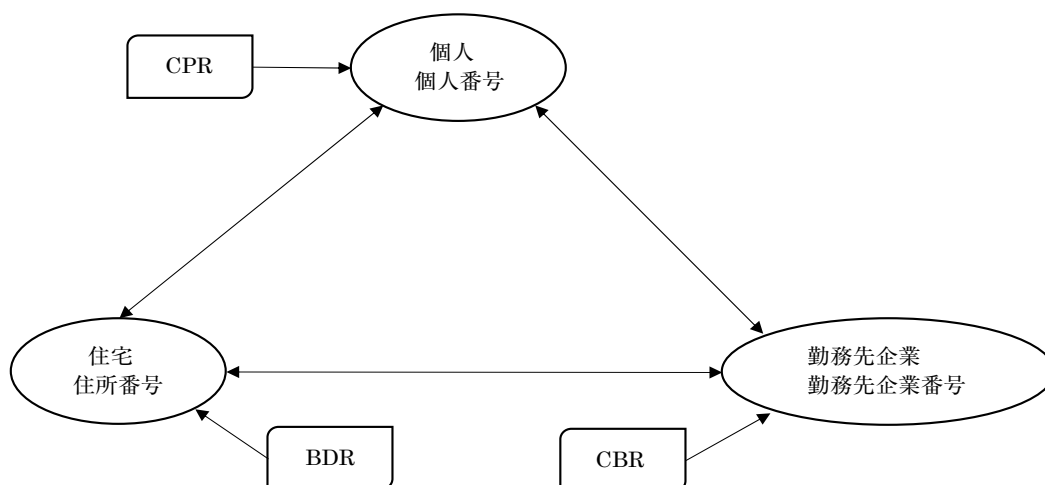 CPR
個人
個人番号
住宅
住所番号
勤務先企業
勤務先企業番号
BDR
CBR